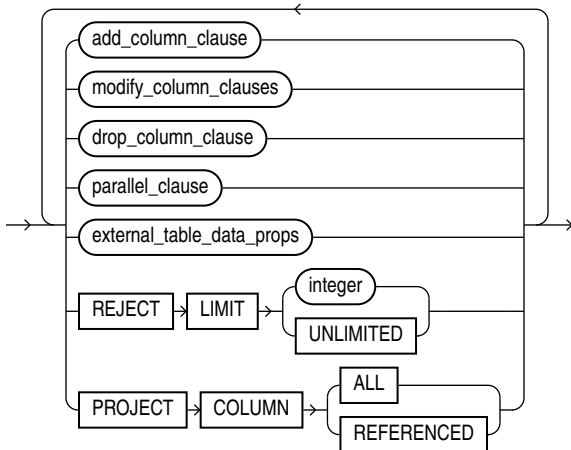 add_column_clause
modify_column_clauses
drop_column_clause
parallel_clause
external_table_data_props
REJECT LIMIT integer
UNLIMITED
PROJECT COLUMN ALL
REFERENCED